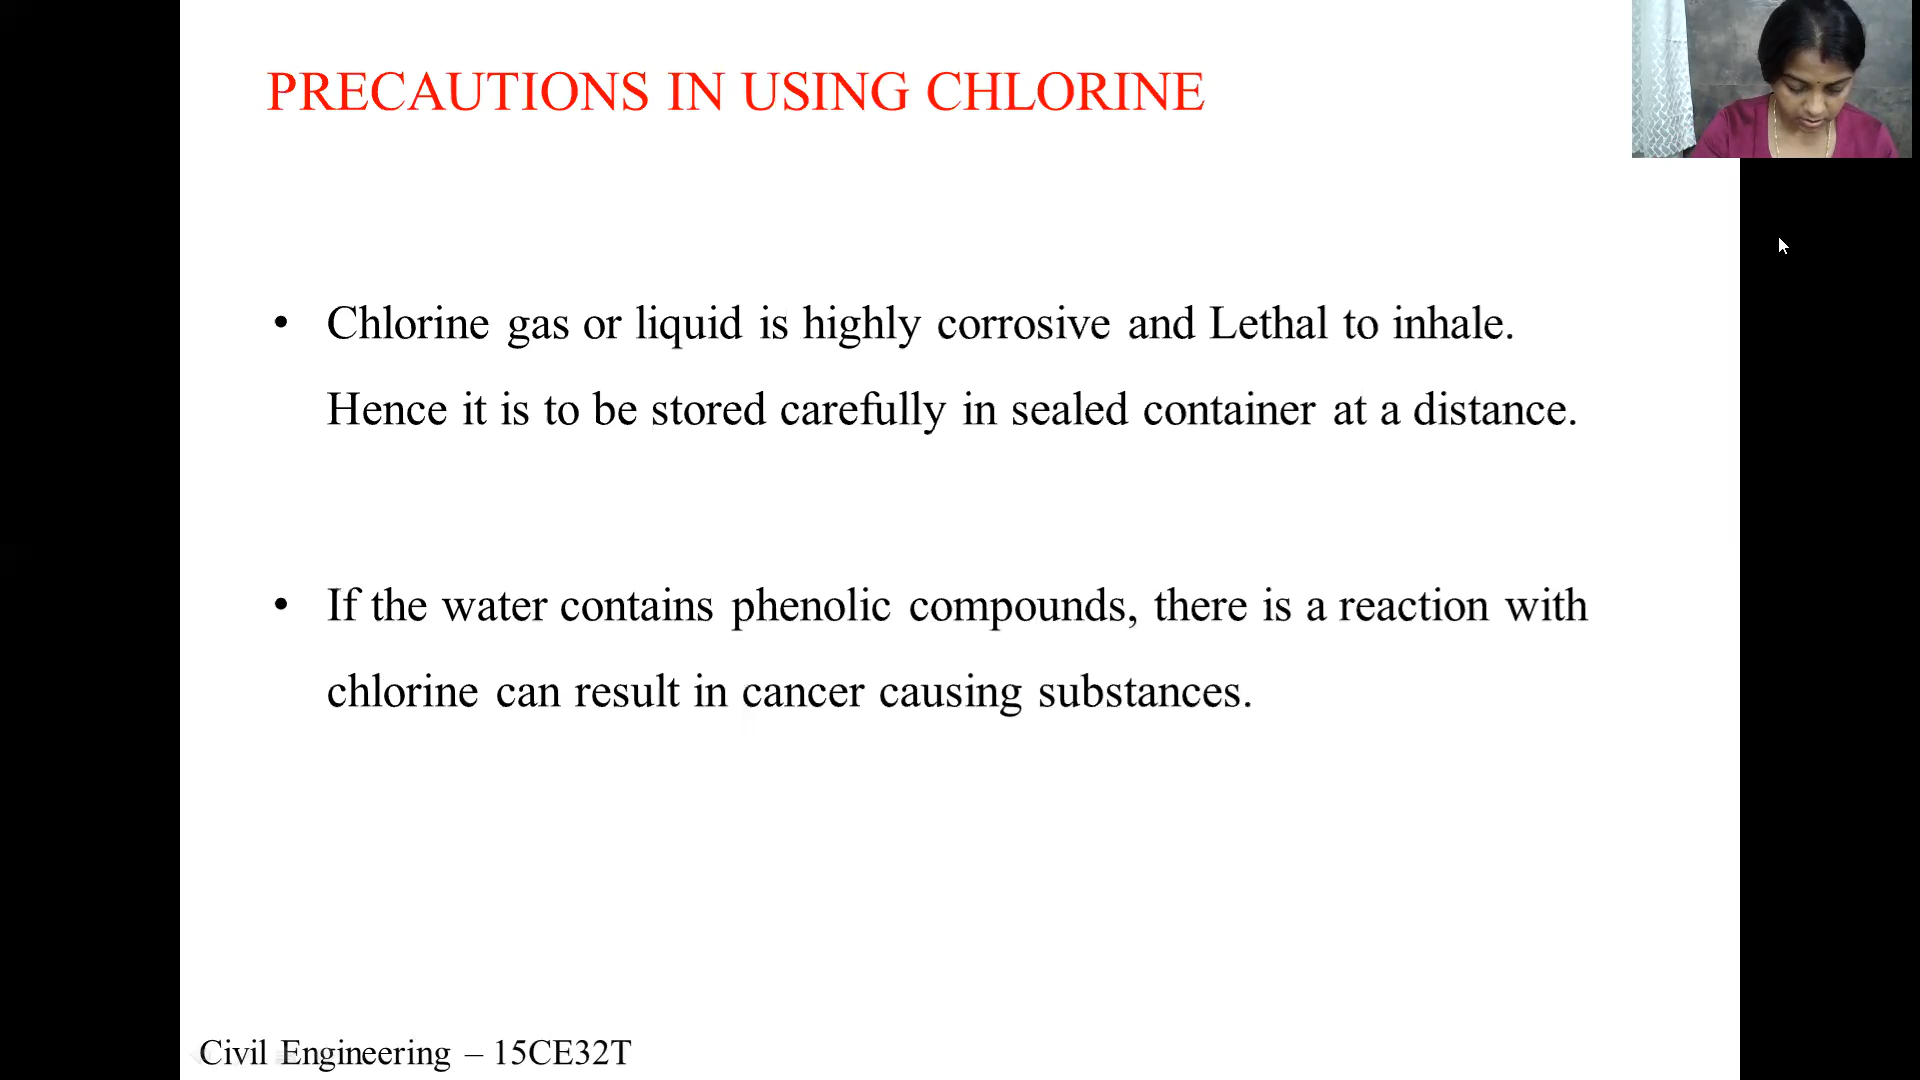 PRECAUTIONS IN USING CHLORINE
• Chlorine gas or liquid is highly corrosive and Lethal to inhale.
Hence it is to be stored carefully in sealed container at a distance.
• If the water contains phenolic compounds, there is a reaction with
chlorine can result in cancer causing substances.
Civil Engineering – 15CE32T